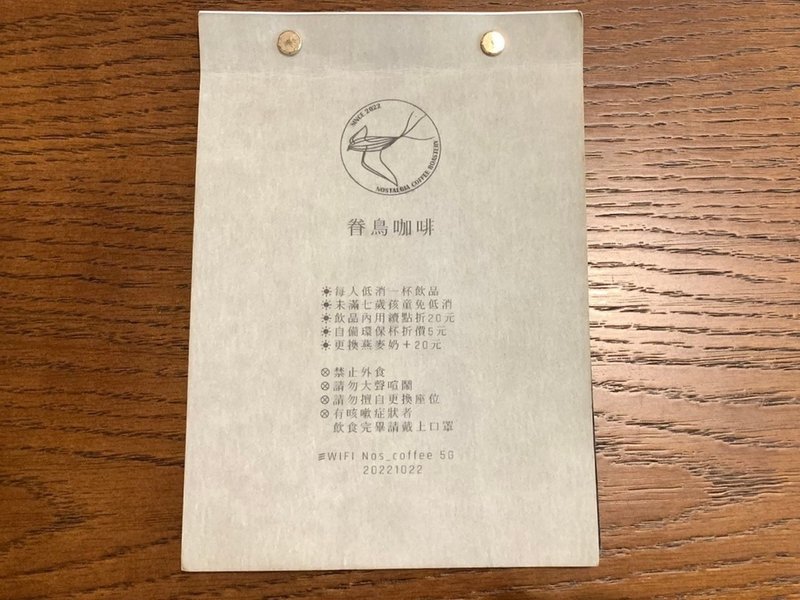 SINCE 2022
NOSTALGIA COFFEE ROASTERY
眷鳥咖啡
☀每人低消一杯飲品
☀未滿七歲孩童免低消
☀飲品內用續點折20元
☀自備環保杯折價5元
☀更換燕麥奶+20元
⊗禁止外食
⊗請勿大聲喧鬧
⊗請勿擅自更換座位
⊗有咳嗽症狀者
飲食完畢請戴上口罩
WIFI Nos_coffee 5G
20221022